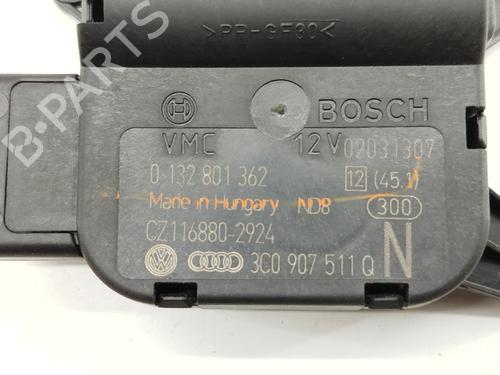 >PP-GF30<
BOSCH
VMC 12V 02031307
0 132 801 362 12 (45.1)
Made in Hungary ND8 300
CZ116880-2924
3C0 907 511 Q N
B-PARTS